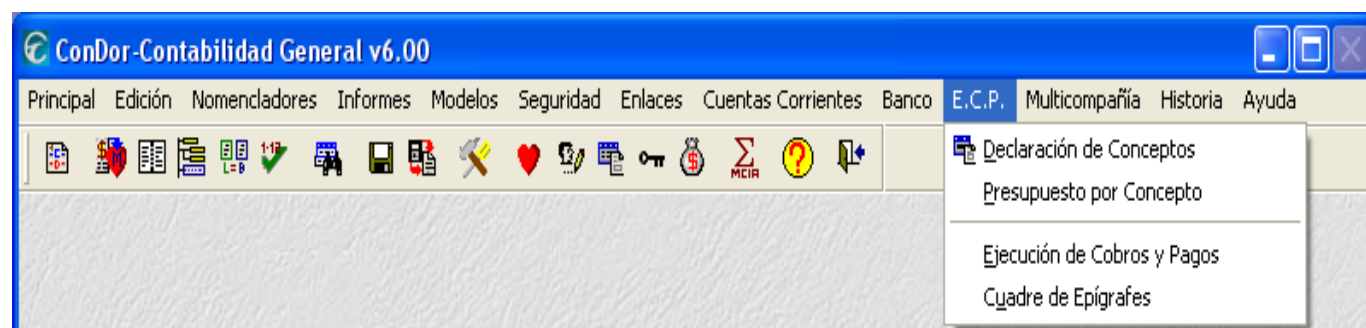 ConDor-Contabilidad General v6.00
Principal Edición Nomencladores Informes Modelos Seguridad Enlaces Cuentas Corrientes Banco E.C.P. Multicompañía Historia Ayuda
Declaración de Conceptos
Presupuesto por Concepto
Ejecución de Cobros y Pagos
Cuadre de Epígrafes